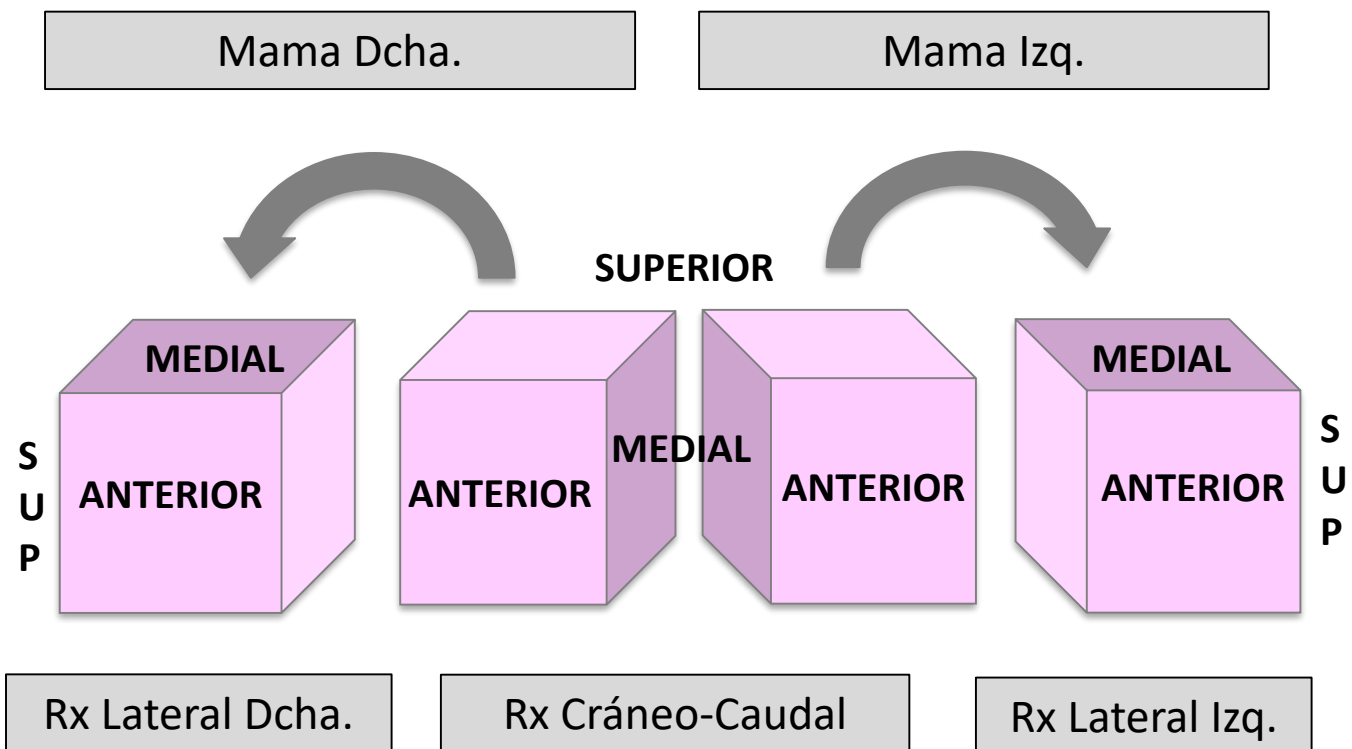 Mama Dcha.
Mama Izq.
SUPERIOR
MEDIAL
MEDIAL
S
U
P
ANTERIOR
ANTERIOR
MEDIAL
ANTERIOR
ANTERIOR
S
U
P
Rx Lateral Dcha.
Rx Cráneo-Caudal
Rx Lateral Izq.